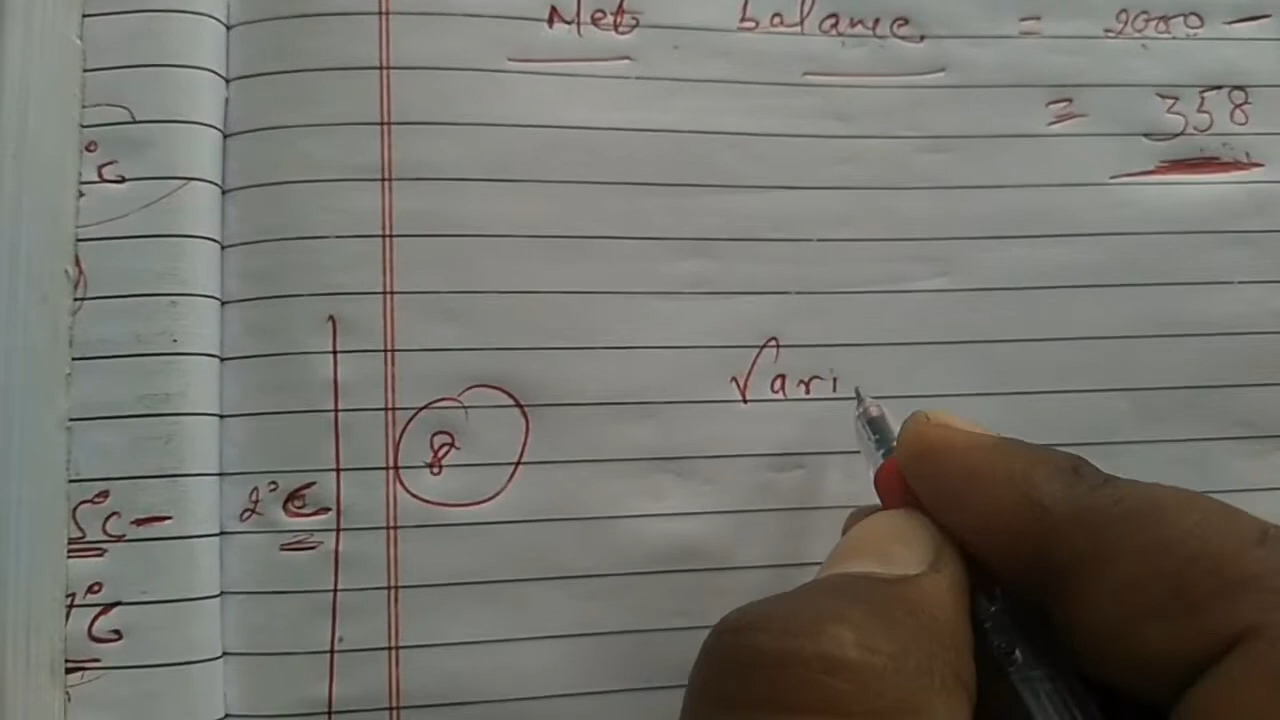 Net balance = 2000 -
= 358
°C
Vari
8
5°C - 2°C
7°C